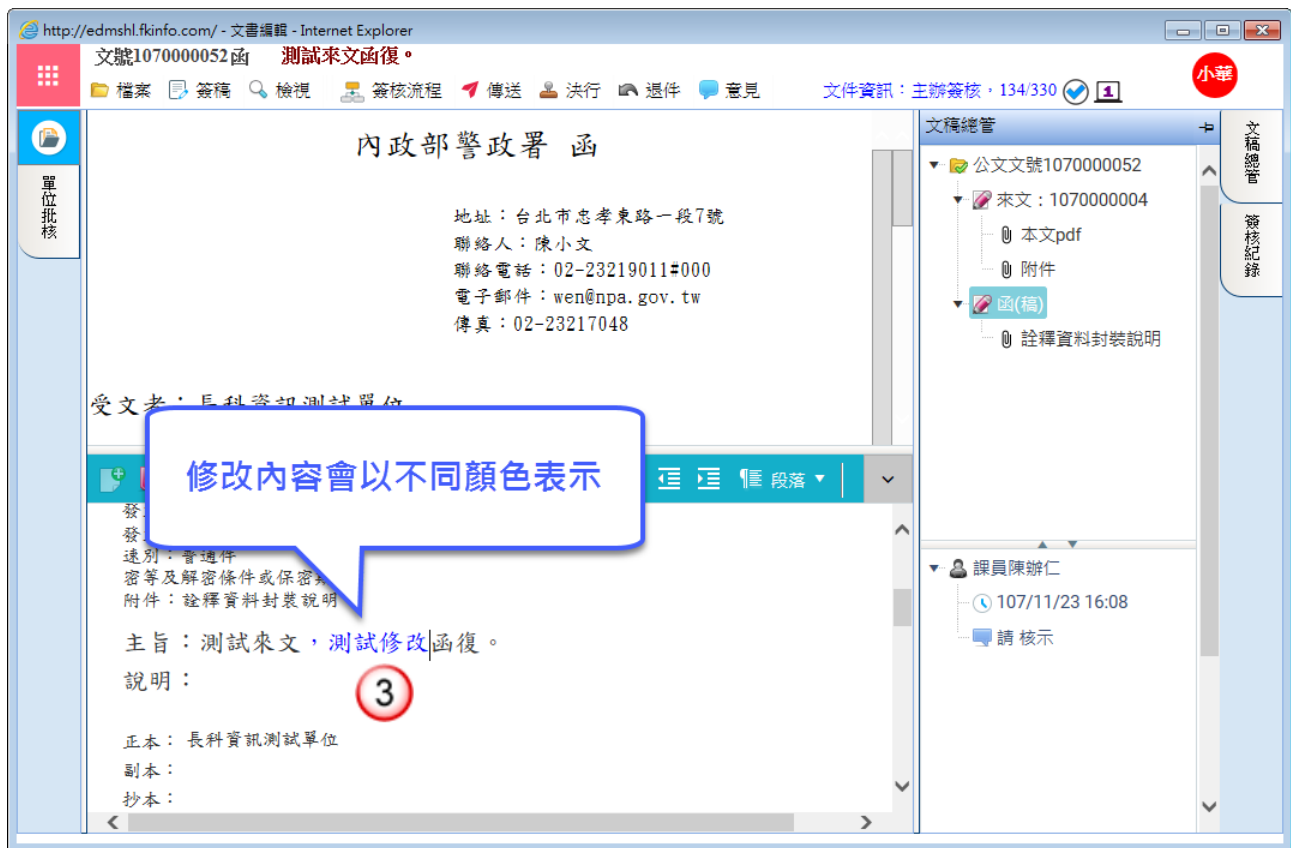 http://edmshl.fkinfo.com/ - 文書編輯 - Internet Explorer
文號1070000052函 測試來文函復。
小華
檔案 簽稿 檢視 簽核流程 傳送 決行 退件 意見 文件資訊：主辦簽核，134/330 1
單位批核
內政部警政署 函
地址：台北市忠孝東路一段7號
聯絡人：陳小文
聯絡電話：02-23219011#000
電子郵件：wen@npa.gov.tw
傳真：02-23217048
受文者：長科資訊測試單位
修改內容會以不同顏色表示
段落
發
發
速別：普通件
密等及解密條件或保密
附件：詮釋資料封裝說明
主旨：測試來文，測試修改函復。
說明：
3
正本：長科資訊測試單位
副本：
抄本：
文稿總管
公文文號1070000052
來文：1070000004
本文pdf
附件
函(稿)
詮釋資料封裝說明
課員陳辦仁
107/11/23 16:08
請 核示
文稿總管
簽核紀錄